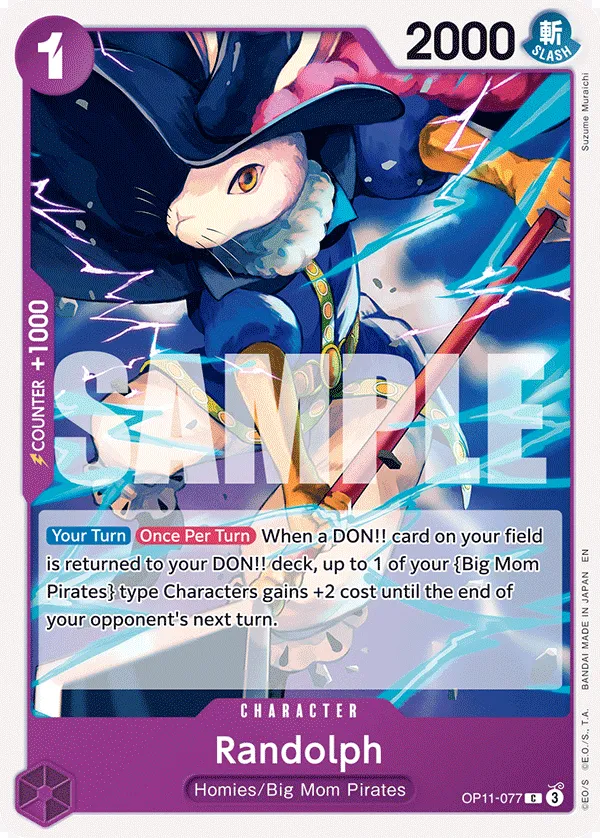 1
2000
斬
SLASH
Suzume Muraichi
COUNTER +1000
SAMPLE
Your Turn Once Per Turn When a DON!! card on your field
is returned to your DON!! deck, up to 1 of your {Big Mom
Pirates} type Characters gains +2 cost until the end of
your opponent's next turn.
CHARACTER
Randolph
Homies/Big Mom Pirates
OP11-077 C 3
©EO/S ©E.O./S., T.A. BANDAI MADE IN JAPAN EN